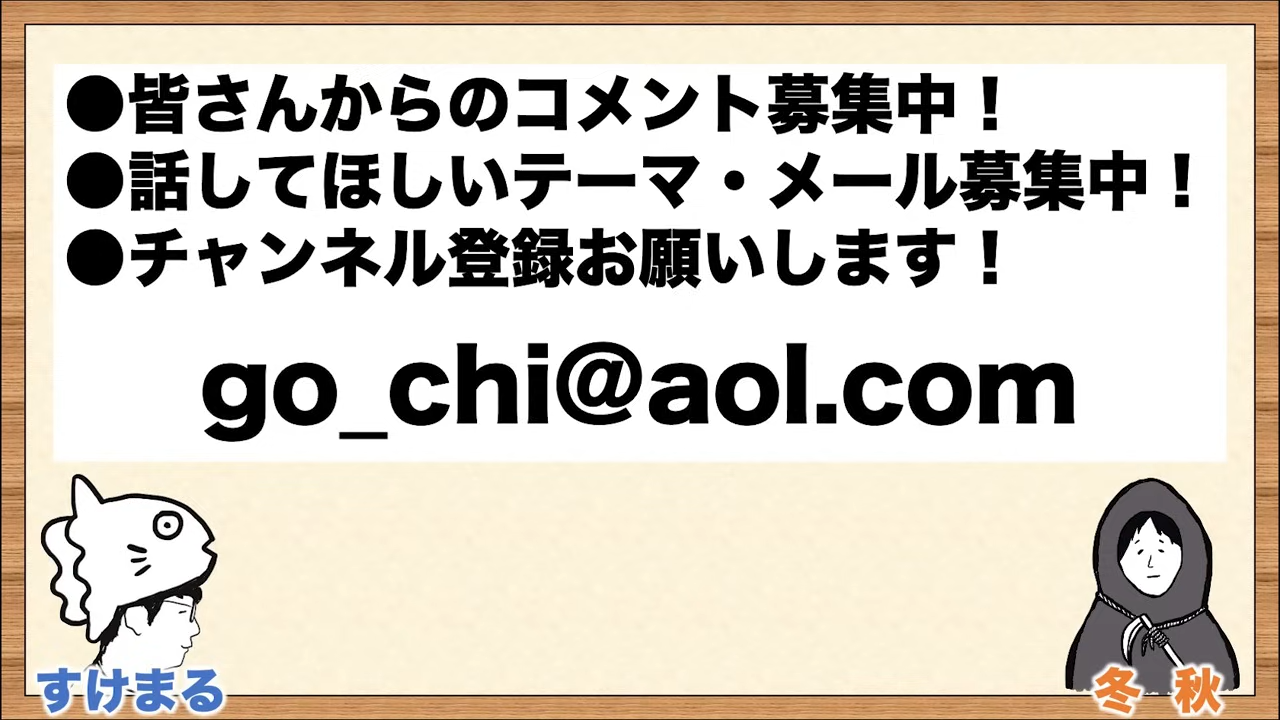 ●皆さんからのコメント募集中！
●話してほしいテーマ・メール募集中！
●チャンネル登録お願いします！
go_chi@aol.com
すけまる
冬　秋